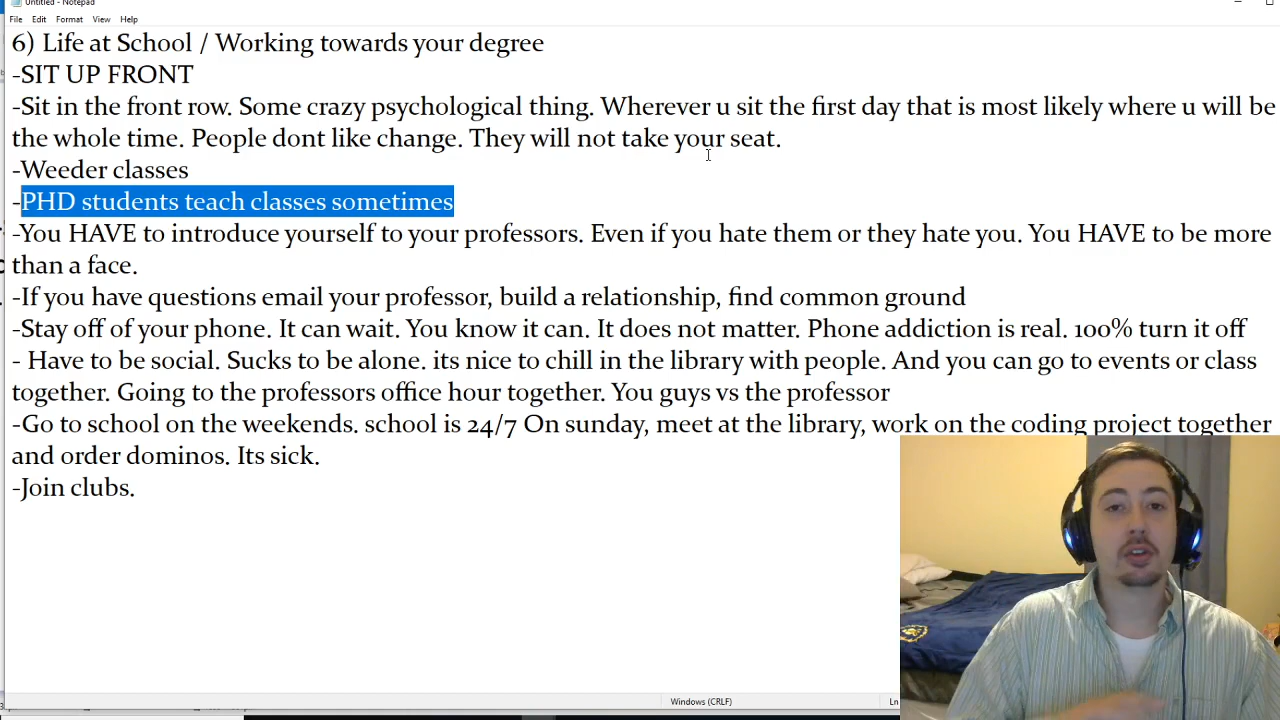 Untitled - Notepad
File Edit Format View Help
6) Life at School / Working towards your degree
-SIT UP FRONT
-Sit in the front row. Some crazy psychological thing. Wherever u sit the first day that is most likely where u will be
the whole time. People dont like change. They will not take your seat.
-Weeder classes
-PHD students teach classes sometimes
-You HAVE to introduce yourself to your professors. Even if you hate them or they hate you. You HAVE to be more
than a face.
-If you have questions email your professor, build a relationship, find common ground
-Stay off of your phone. It can wait. You know it can. It does not matter. Phone addiction is real. 100% turn it off
- Have to be social. Sucks to be alone. its nice to chill in the library with people. And you can go to events or class
together. Going to the professors office hour together. You guys vs the professor
-Go to school on the weekends. school is 24/7 On sunday, meet at the library, work on the coding project together
and order dominos. Its sick.
-Join clubs.
Windows (CRLF) Ln